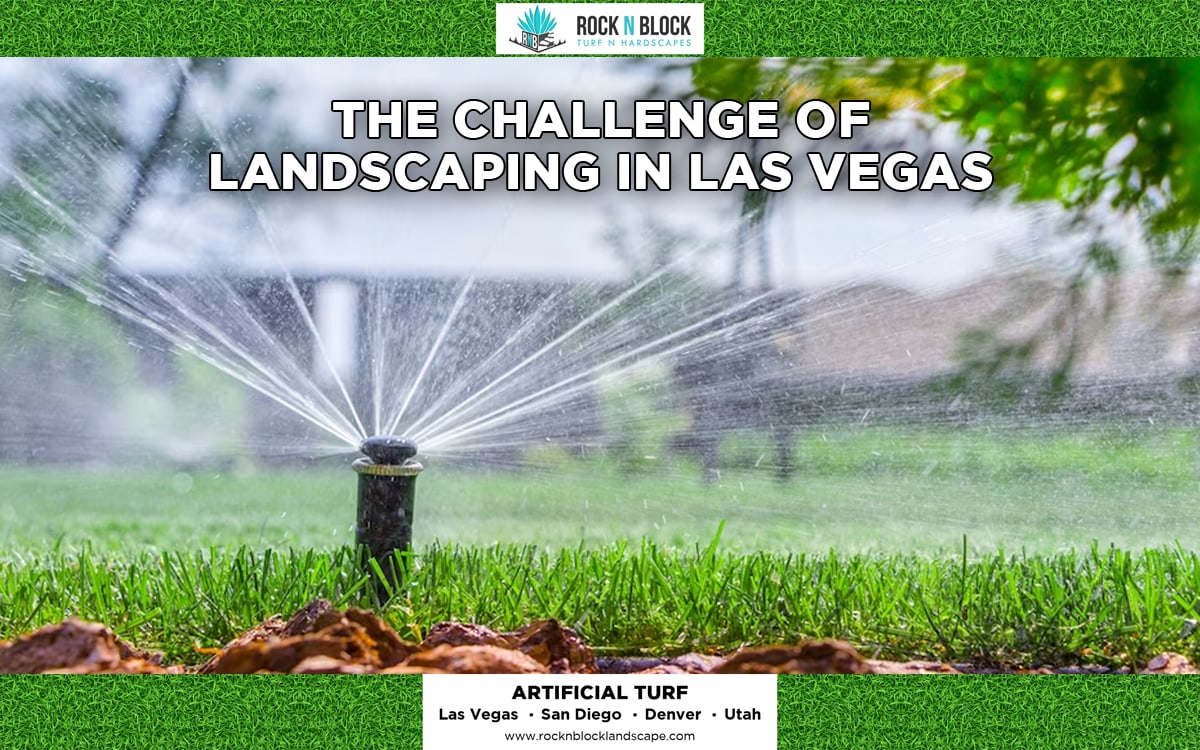 RNB
ROCK N BLOCK
TURF N HARDSCAPES
THE CHALLENGE OF
LANDSCAPING IN LAS VEGAS
ARTIFICIAL TURF
Las Vegas • San Diego • Denver • Utah
www.rocknblocklandscape.com